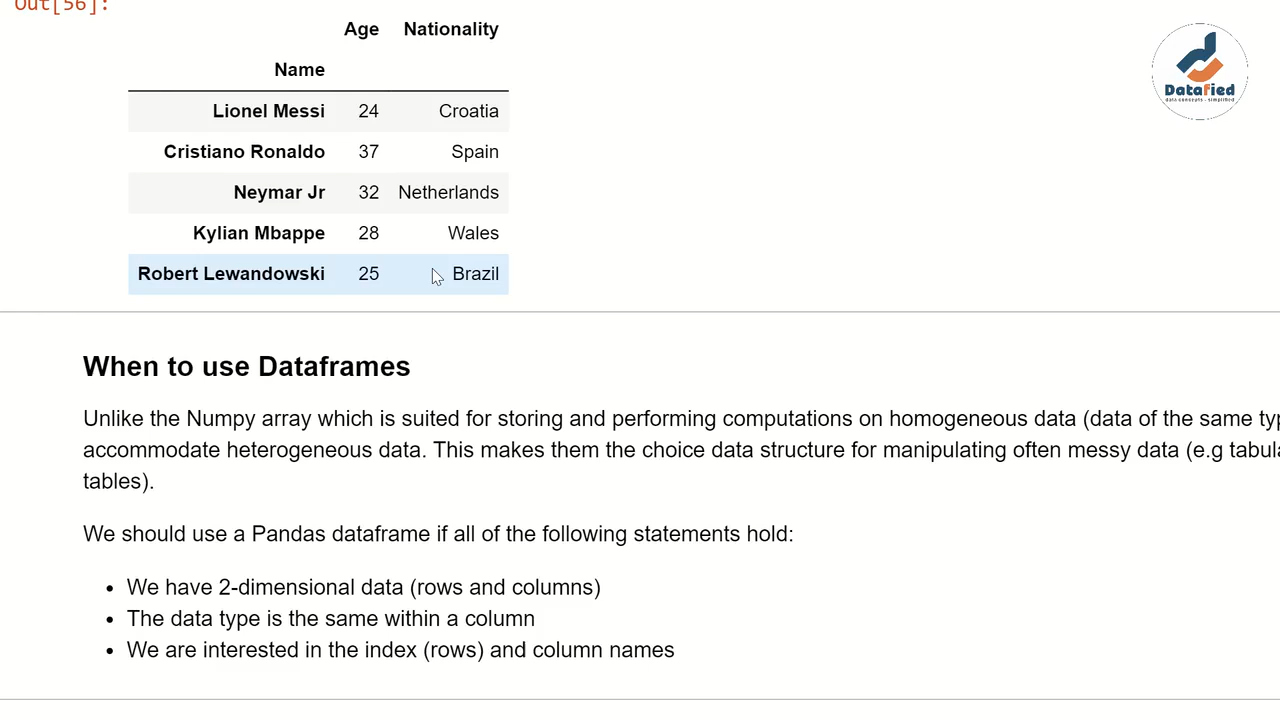 Out[56]:
Age Nationality
Name
Lionel Messi 24 Croatia
Cristiano Ronaldo 37 Spain
Neymar Jr 32 Netherlands
Kylian Mbappe 28 Wales
Robert Lewandowski 25 Brazil
Datafied
data concepts - simplified
When to use Dataframes
Unlike the Numpy array which is suited for storing and performing computations on homogeneous data (data of the same
accommodate heterogeneous data. This makes them the choice data structure for manipulating often messy data (e.g
tables).
We should use a Pandas dataframe if all of the following statements hold:
• We have 2-dimensional data (rows and columns)
• The data type is the same within a column
• We are interested in the index (rows) and column names